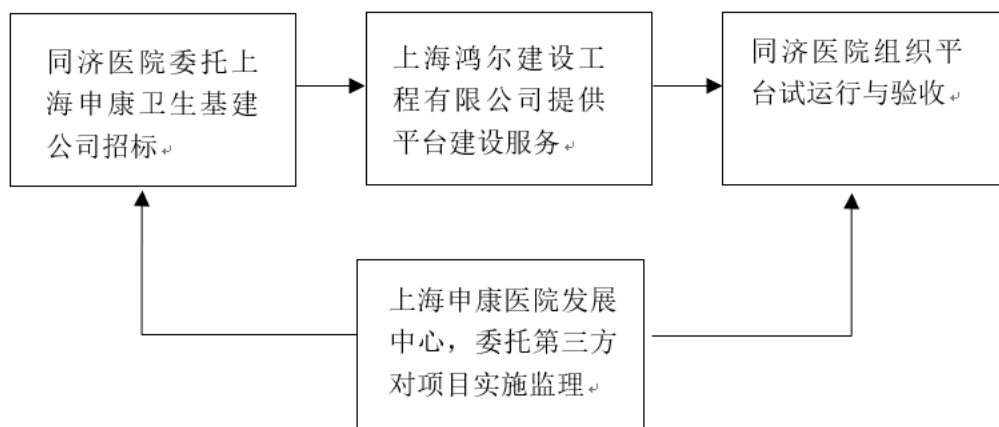 同济医院委托上
海申康卫生基建
公司招标
上海鸿尔建设工
程有限公司提供
平台建设服务
同济医院组织平
台试运行与验收
上海申康医院发展
中心，委托第三方
对项目实施监理